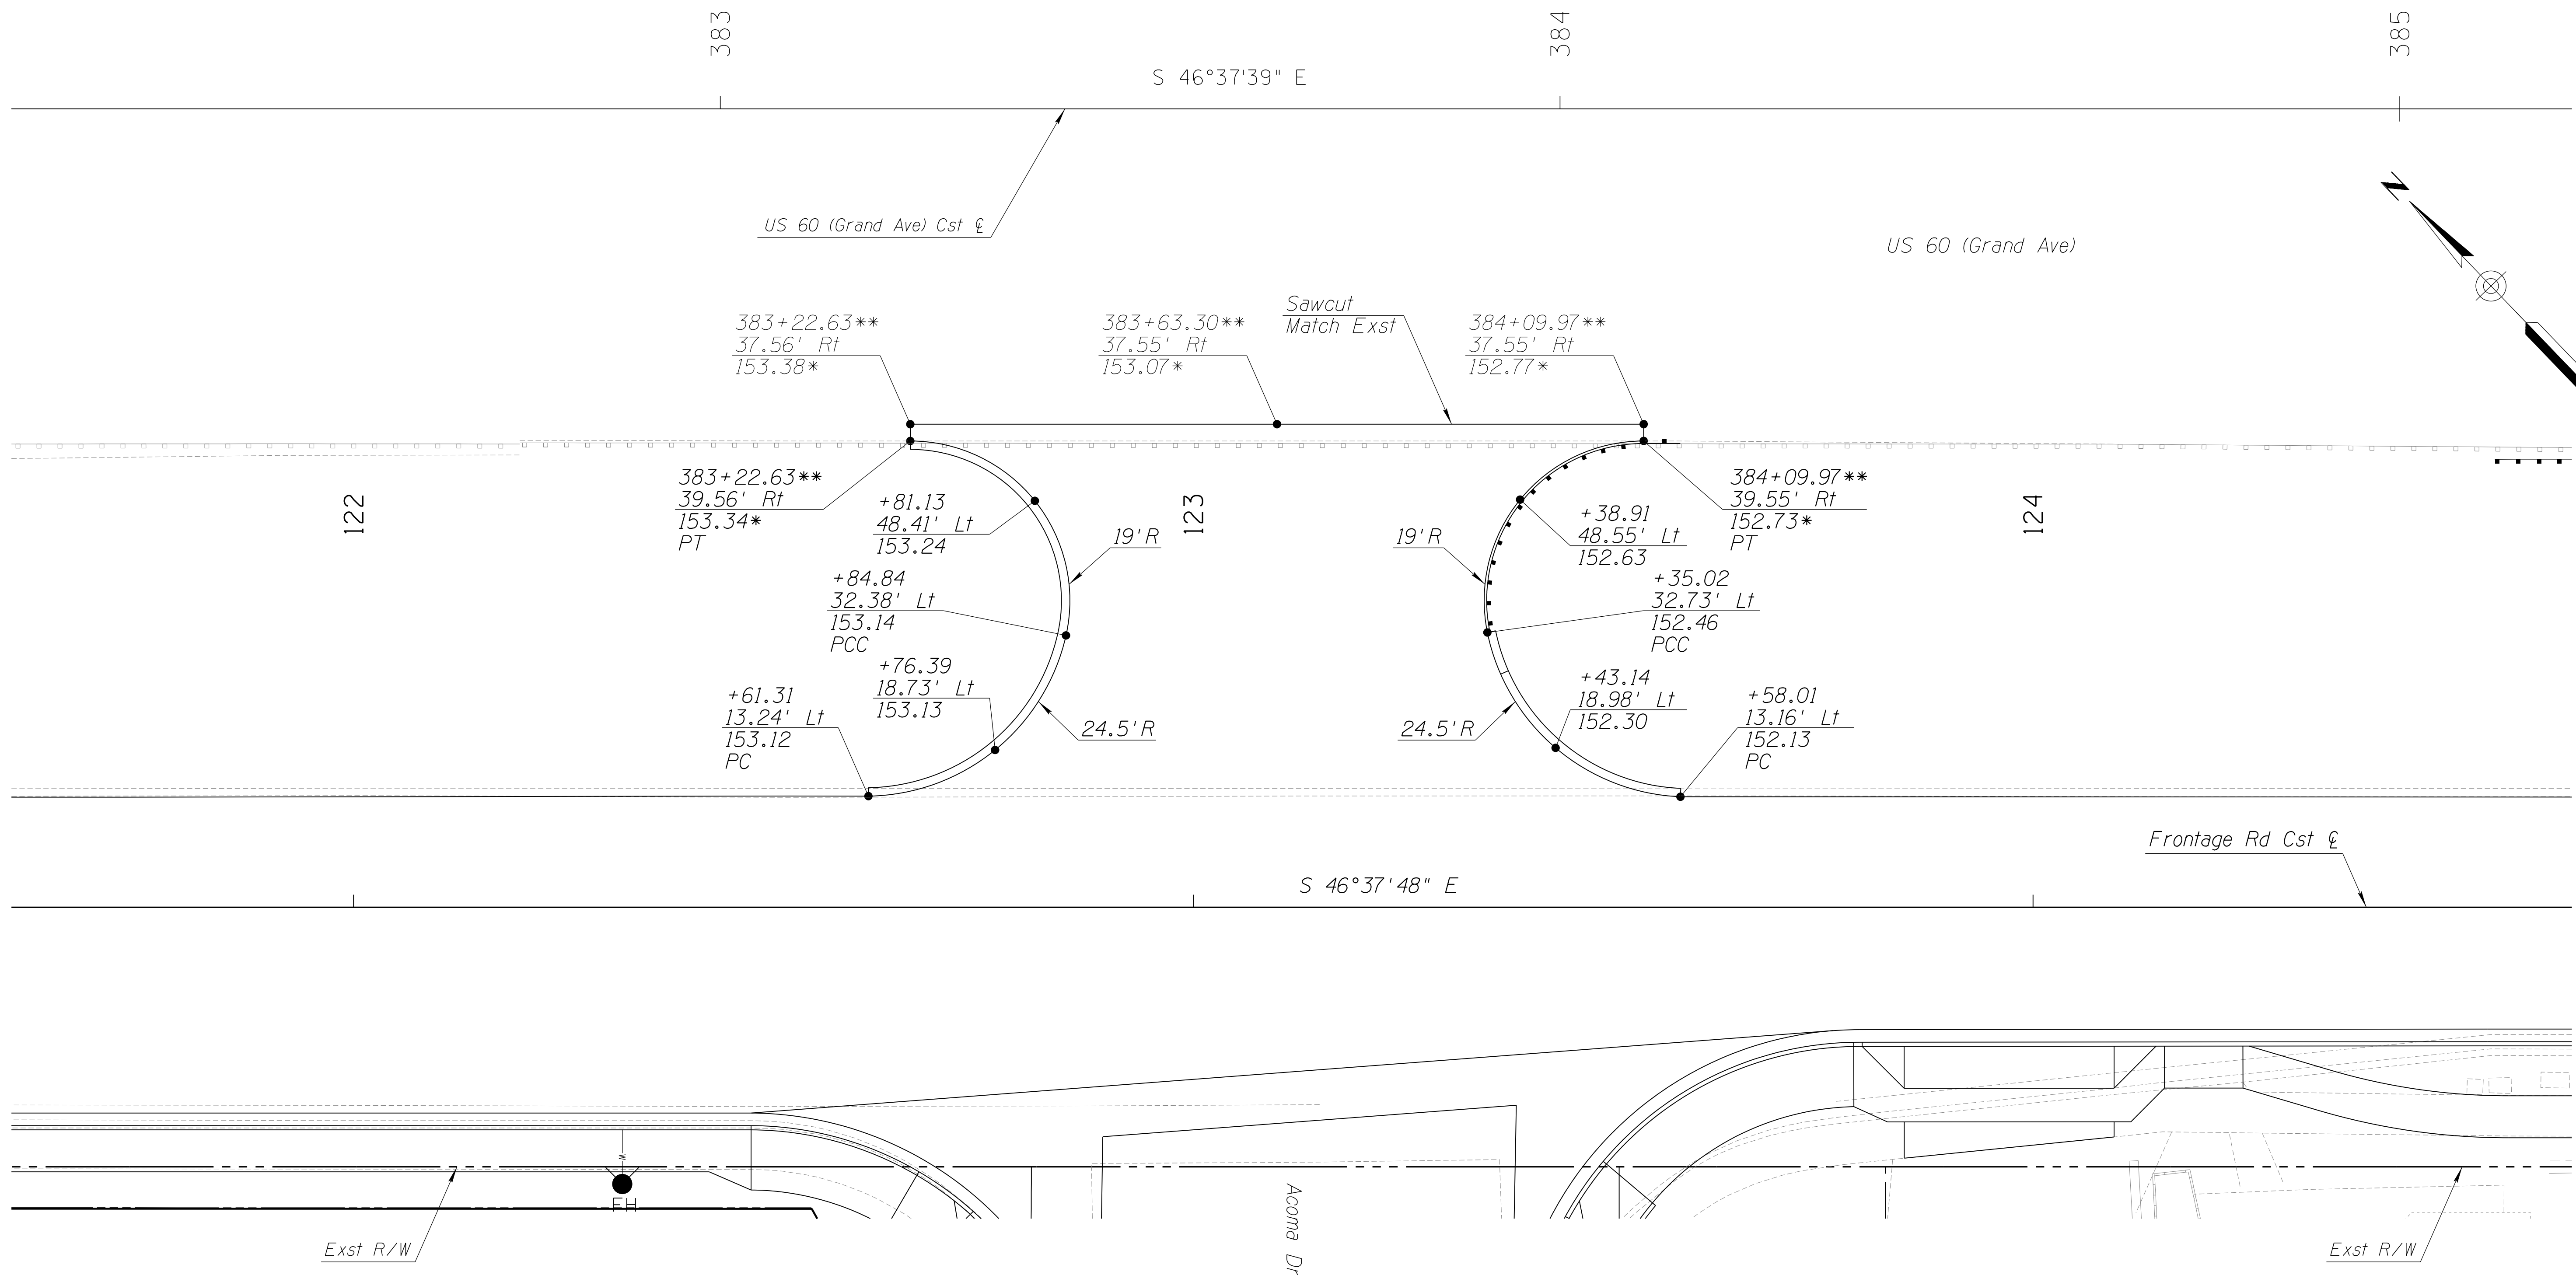 383
384
385
S 46°37'39" E
US 60 (Grand Ave) Cst ℄
US 60 (Grand Ave)
N
383+22.63**
37.56' Rt
153.38*
383+63.30**
37.55' Rt
153.07*
Sawcut
Match Exst
384+09.97**
37.55' Rt
152.77*
122
123
124
383+22.63**
39.56' Rt
153.34*
PT
+81.13
48.41' Lt
153.24
19'R
19'R
+38.91
48.55' Lt
152.63
384+09.97**
39.55' Rt
152.73*
PT
+84.84
32.38' Lt
153.14
PCC
+35.02
32.73' Lt
152.46
PCC
+61.31
13.24' Lt
153.12
PC
+76.39
18.73' Lt
153.13
24.5'R
24.5'R
+43.14
18.98' Lt
152.30
+58.01
13.16' Lt
152.13
PC
Frontage Rd Cst ℄
S 46°37'48" E
W
FH
Acoma Dr
Exst R/W
Exst R/W